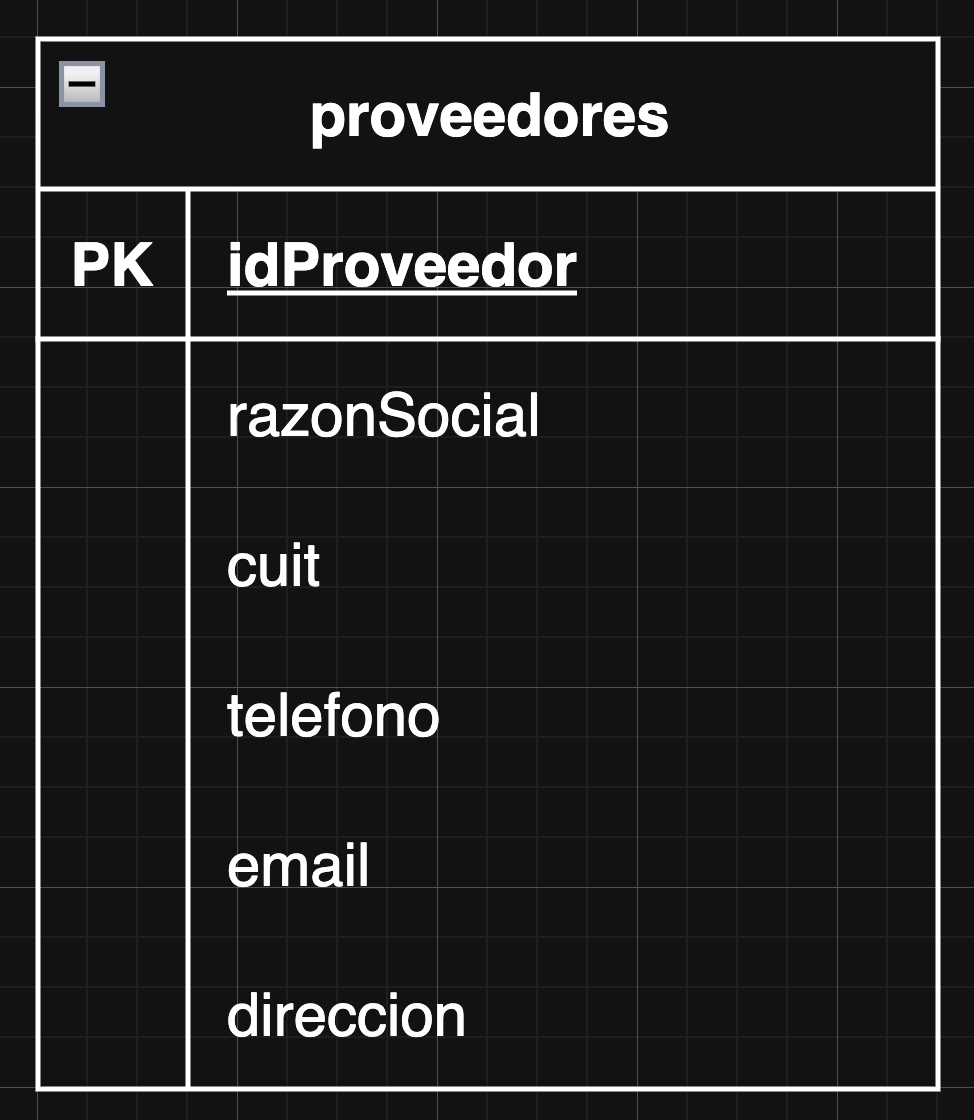 proveedores
PK idProveedor
razonSocial
cuit
telefono
email
direccion